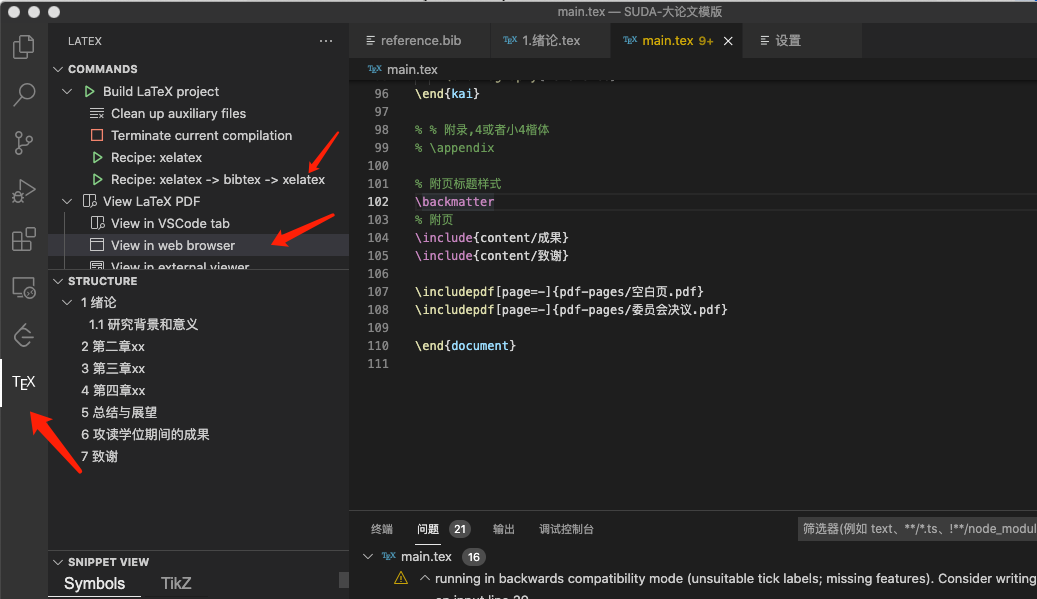 main.tex — SUDA-大论文模版
LATEX
reference.bib
TEX 1.绪论.tex
TEX main.tex 9+
设置
TEX main.tex
COMMANDS
Build LaTeX project
Clean up auxiliary files
Terminate current compilation
Recipe: xelatex
Recipe: xelatex -> bibtex -> xelatex
View LaTeX PDF
View in VSCode tab
View in web browser
View in external viewer
STRUCTURE
1 绪论
1.1 研究背景和意义
2 第二章xx
3 第三章xx
4 第四章xx
5 总结与展望
6 攻读学位期间的成果
7 致谢
TEX
SNIPPET VIEW
Symbols TikZ
96 \end{kai}
97
98 % % 附录,4或者小4楷体
99 % \appendix
100
101 % 附页标题样式
102 \backmatter
103 % 附页
104 \include{content/成果}
105 \include{content/致谢}
106
107 \includepdf[page=-]{pdf-pages/空白页.pdf}
108 \includepdf[page=-]{pdf-pages/委员会决议.pdf}
109
110 \end{document}
111
终端 问题 21 输出 调试控制台
筛选器(例如 text、**/*.ts、!**/node_modul
TEX main.tex 16
running in backwards compatibility mode (unsuitable tick labels; missing features). Consider writing